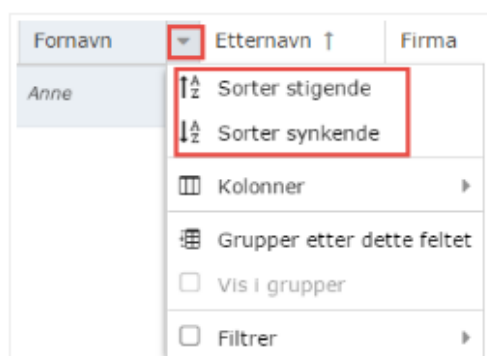 Fornavn Etternavn ↑ Firma
Anne
Sorter stigende
Sorter synkende
Kolonner
Grupper etter dette feltet
Vis i grupper
Filtrer